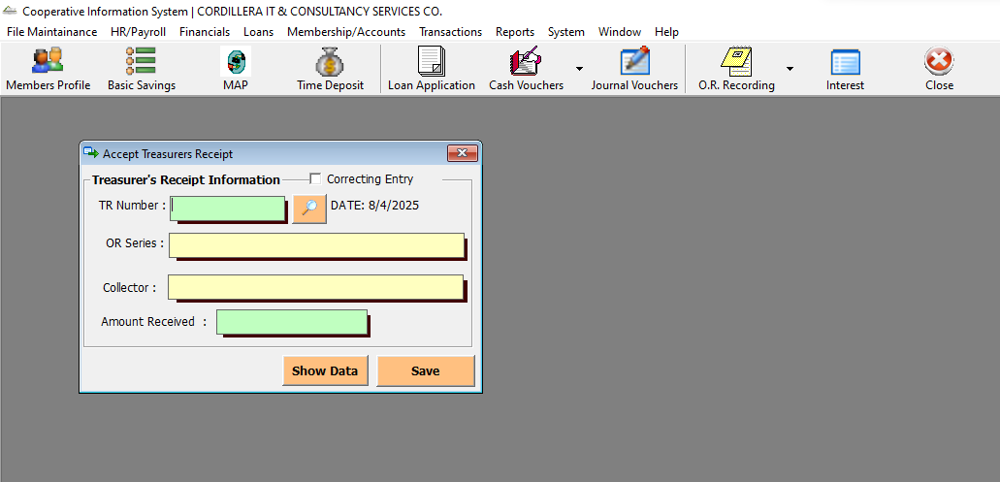 Cooperative Information System | CORDILLERA IT & CONSULTANCY SERVICES CO.
File Maintainance HR/Payroll Financials Loans Membership/Accounts Transactions Reports System Window Help
Members Profile Basic Savings MAP Time Deposit Loan Application Cash Vouchers Journal Vouchers O.R. Recording Interest Close
Accept Treasurers Receipt
Treasurer's Receipt Information Correcting Entry
TR Number : DATE: 8/4/2025
OR Series :
Collector :
Amount Received :
Show Data Save